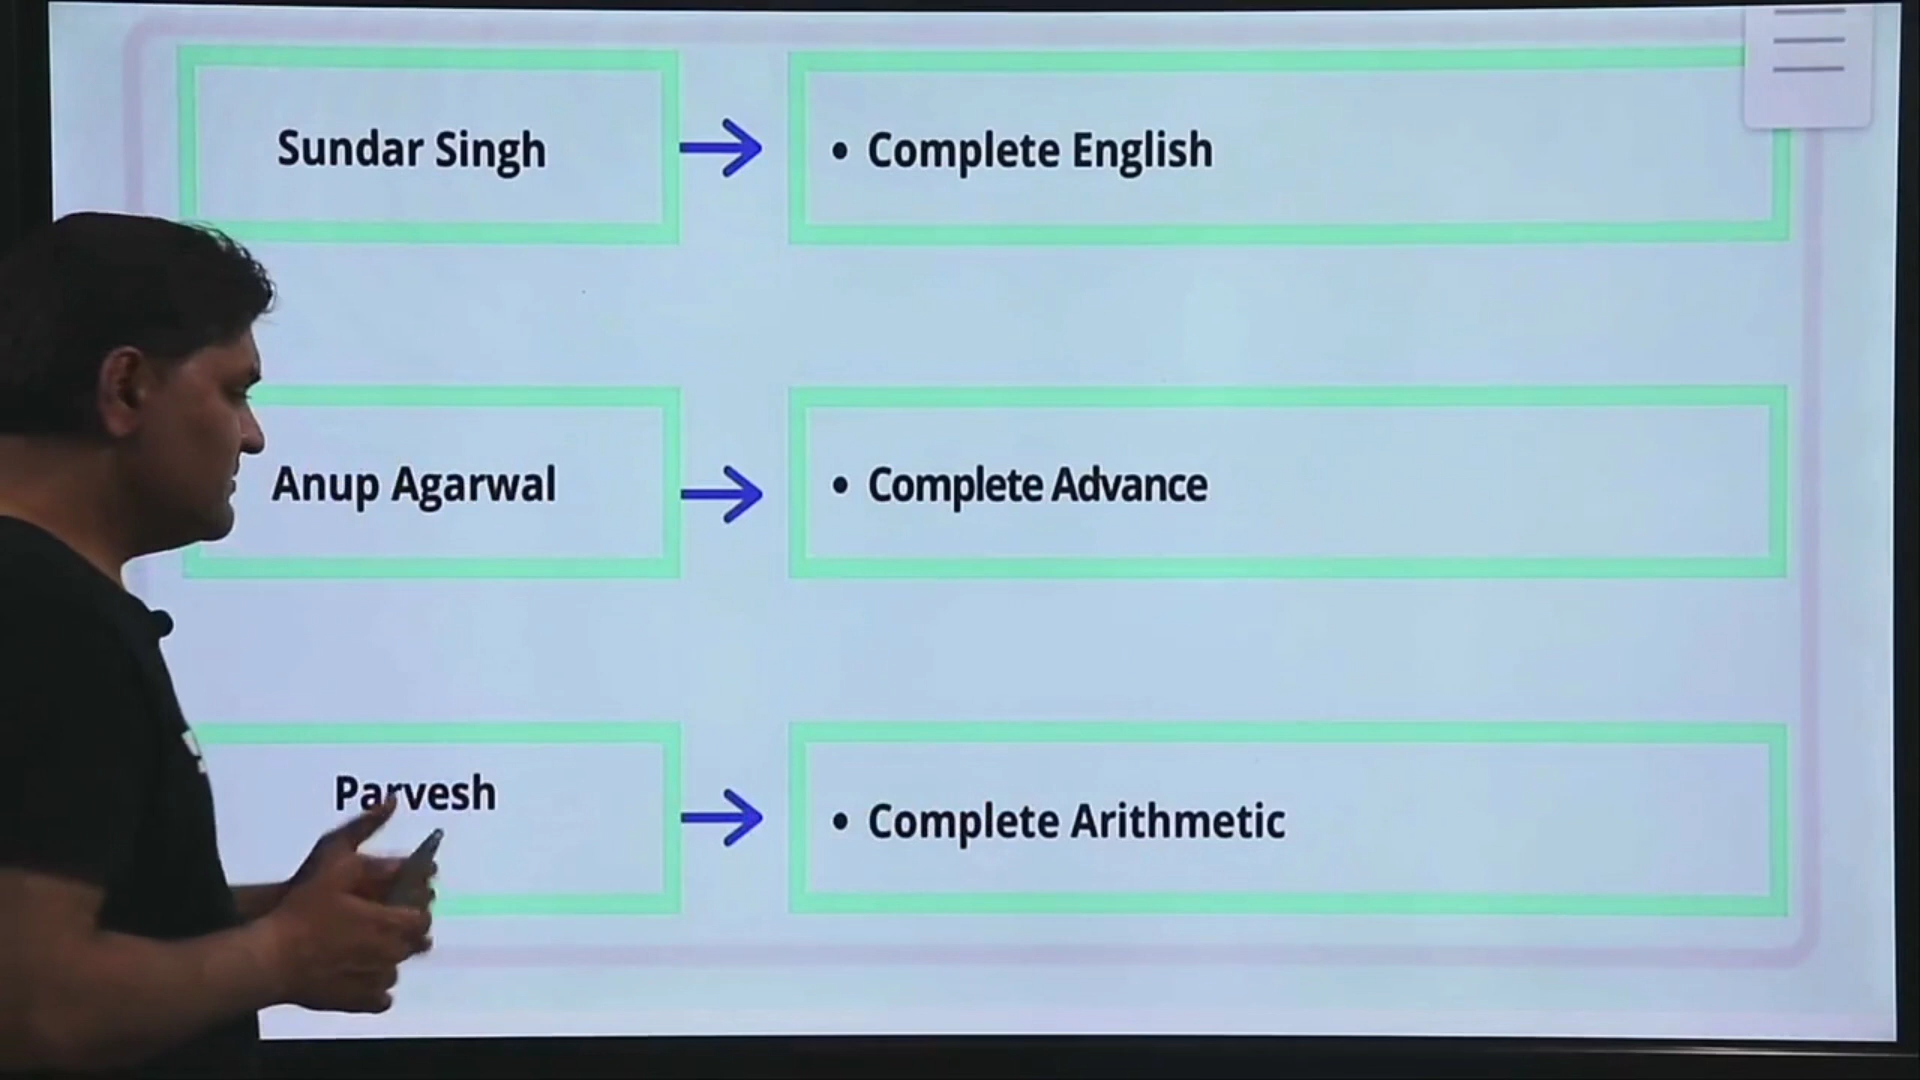 Sundar Singh
• Complete English
Anup Agarwal
• Complete Advance
Parvesh
• Complete Arithmetic